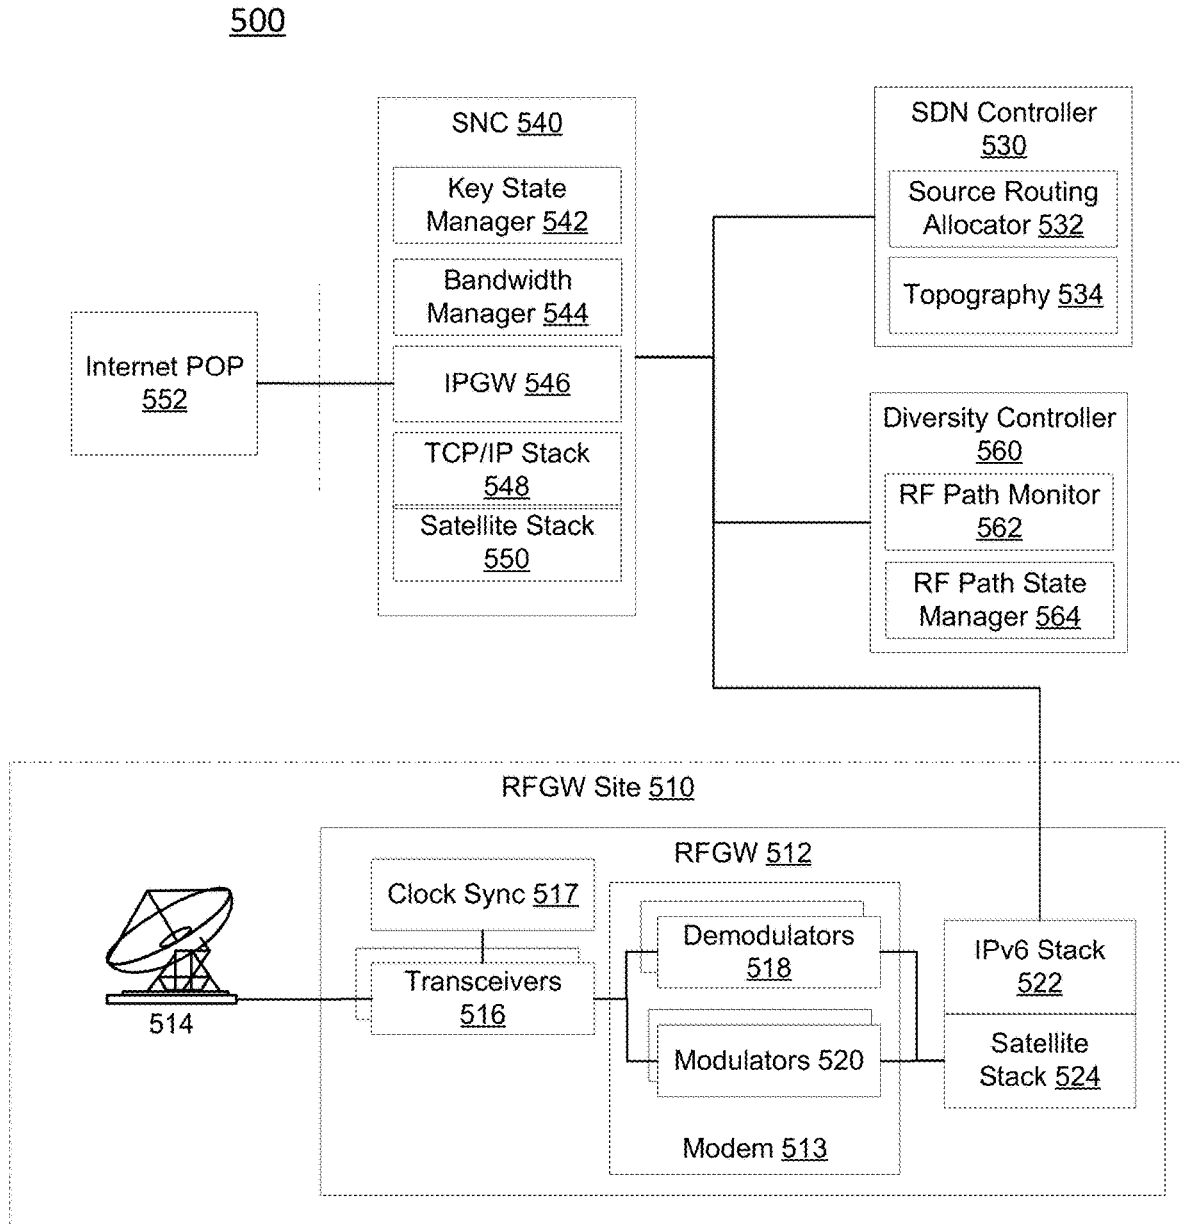 500
SNC 540
Key State
Manager 542
Bandwidth
Manager 544
IPGW 546
TCP/IP Stack
548
Satellite Stack
550
Internet POP
552
SDN Controller
530
Source Routing
Allocator 532
Topography 534
Diversity Controller
560
RF Path Monitor
562
RF Path State
Manager 564
RFGW Site 510
RFGW 512
Clock Sync 517
Transceivers
516
514
Demodulators
518
Modulators 520
Modem 513
IPv6 Stack
522
Satellite
Stack 524